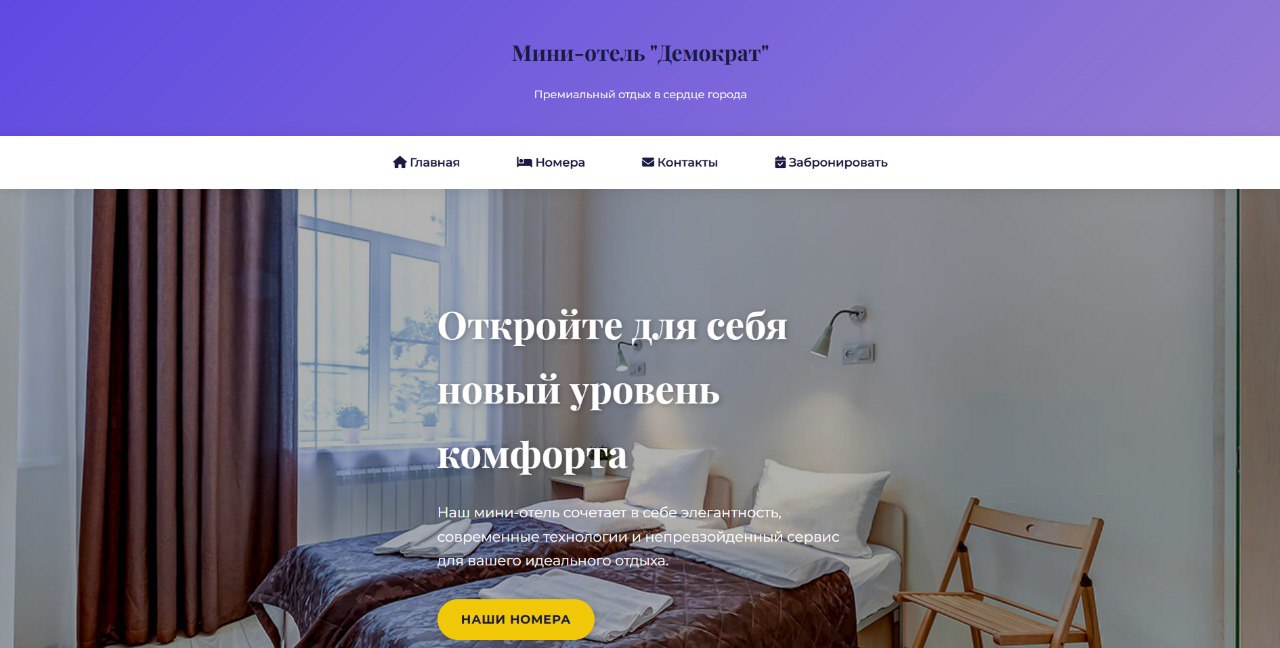 Мини-отель "Демократ"
Премиальный отдых в сердце города
Главная
Номера
Контакты
Забронировать
Откройте для себя
новый уровень
комфорта
Наш мини-отель сочетает в себе элегантность,
современные технологии и непревзойденный сервис
для вашего идеального отдыха.
НАШИ НОМЕРА